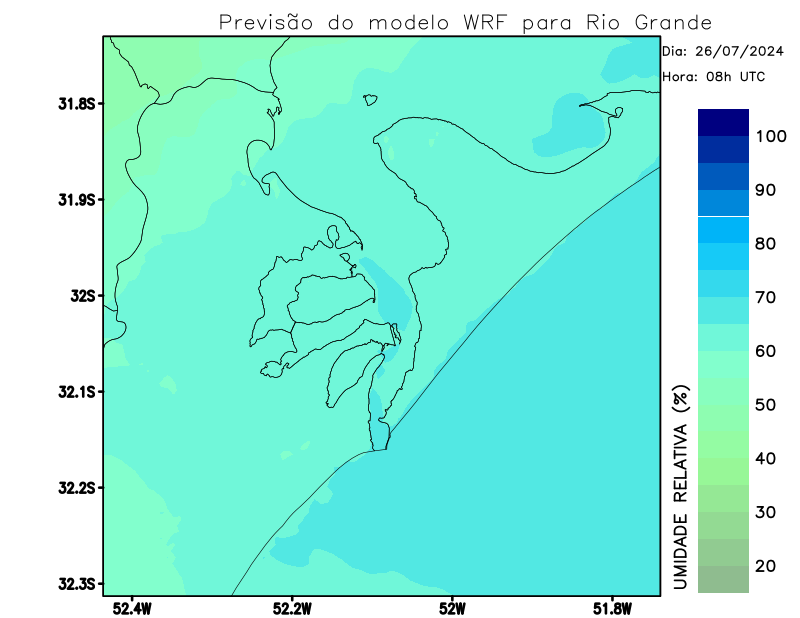 Previsão do modelo WRF para Rio Grande
Dia: 26/07/2024
Hora: 08h UTC
31.8S
31.9S
32S
32.1S
32.2S
32.3S
52.4W
52.2W
52W
51.8W
100
90
80
70
60
50
40
30
20
UMIDADE RELATIVA (%)